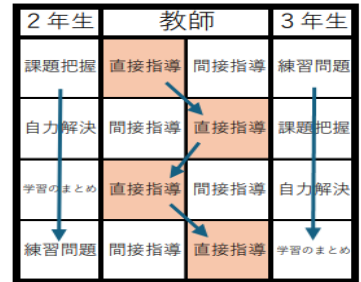 ２年生 教師 ３年生
課題把握 直接指導 間接指導 練習問題
自力解決 間接指導 直接指導 課題把握
学習のまとめ 直接指導 間接指導 自力解決
練習問題 間接指導 直接指導 学習のまとめ